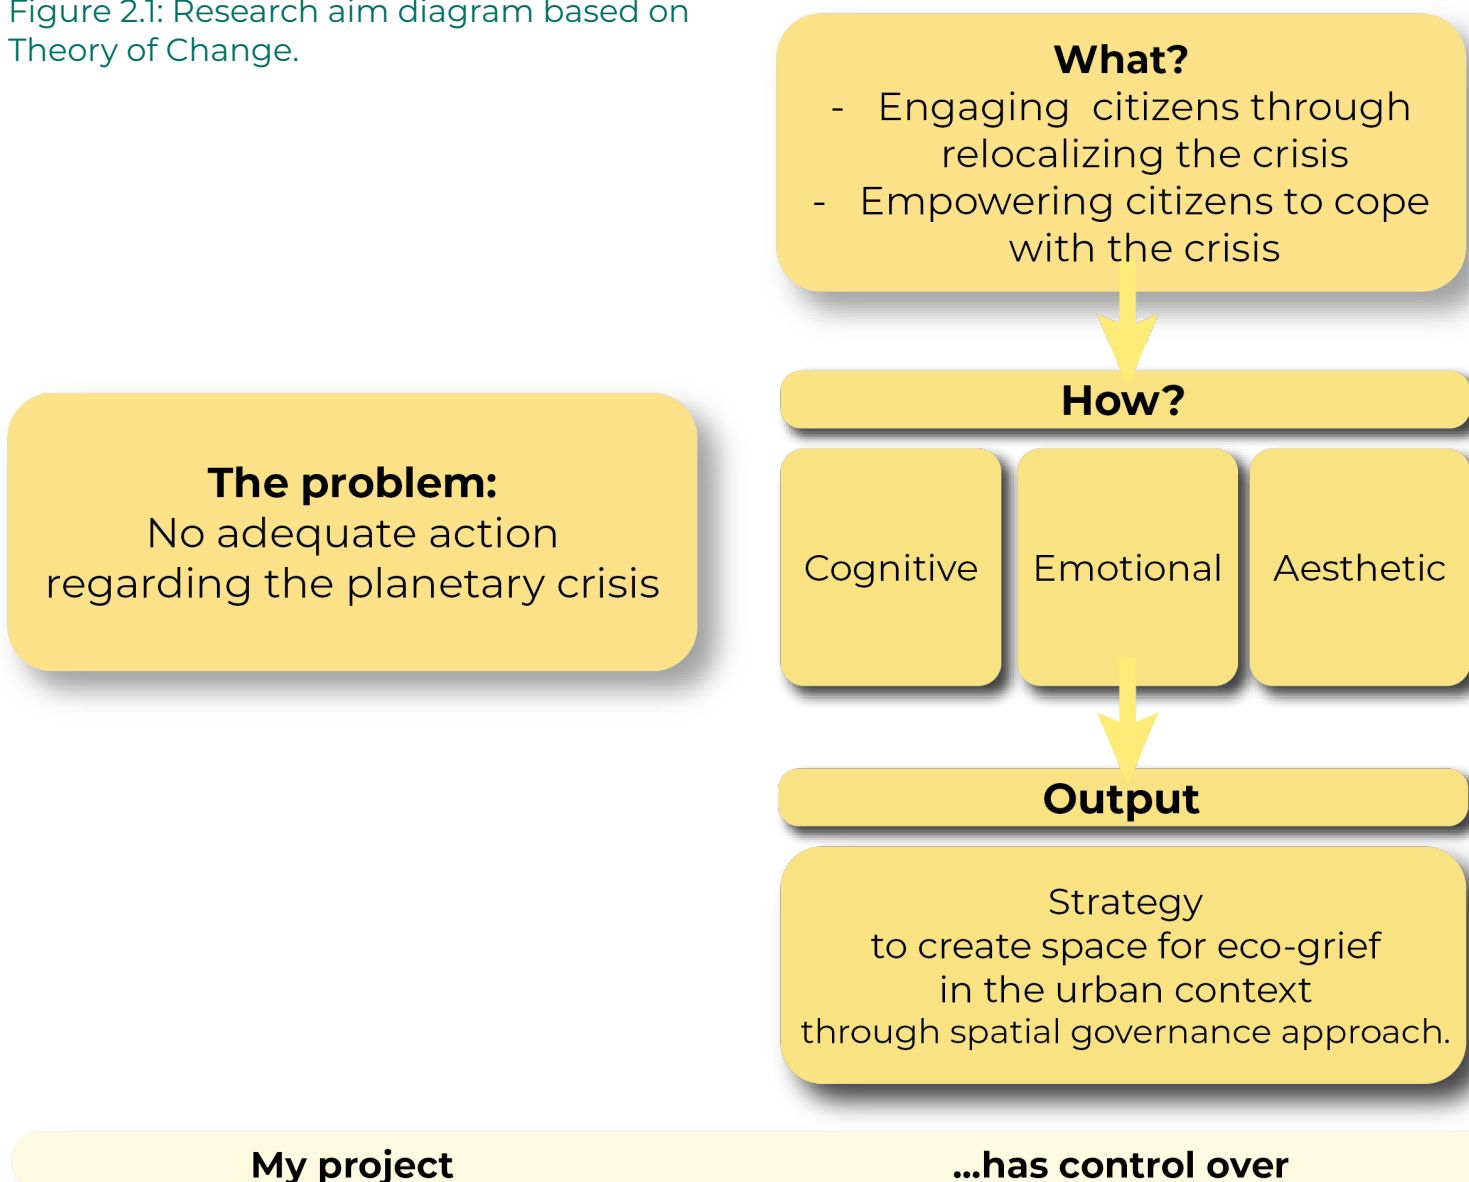 Figure 2.1: Research aim diagram based on
Theory of Change.
What?
- Engaging citizens through
relocalizing the crisis
- Empowering citizens to cope
with the crisis
How?
The problem:
No adequate action
regarding the planetary crisis
Cognitive
Emotional
Aesthetic
Output
Strategy
to create space for eco-grief
in the urban context
through spatial governance approach.
My project
...has control over